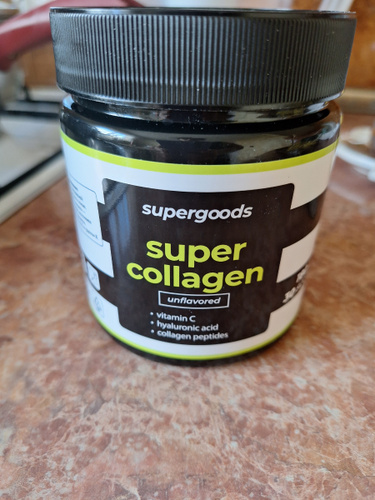 supergoods
super
collagen
unflavored
• vitamin C
• hyaluronic acid
• collagen peptides